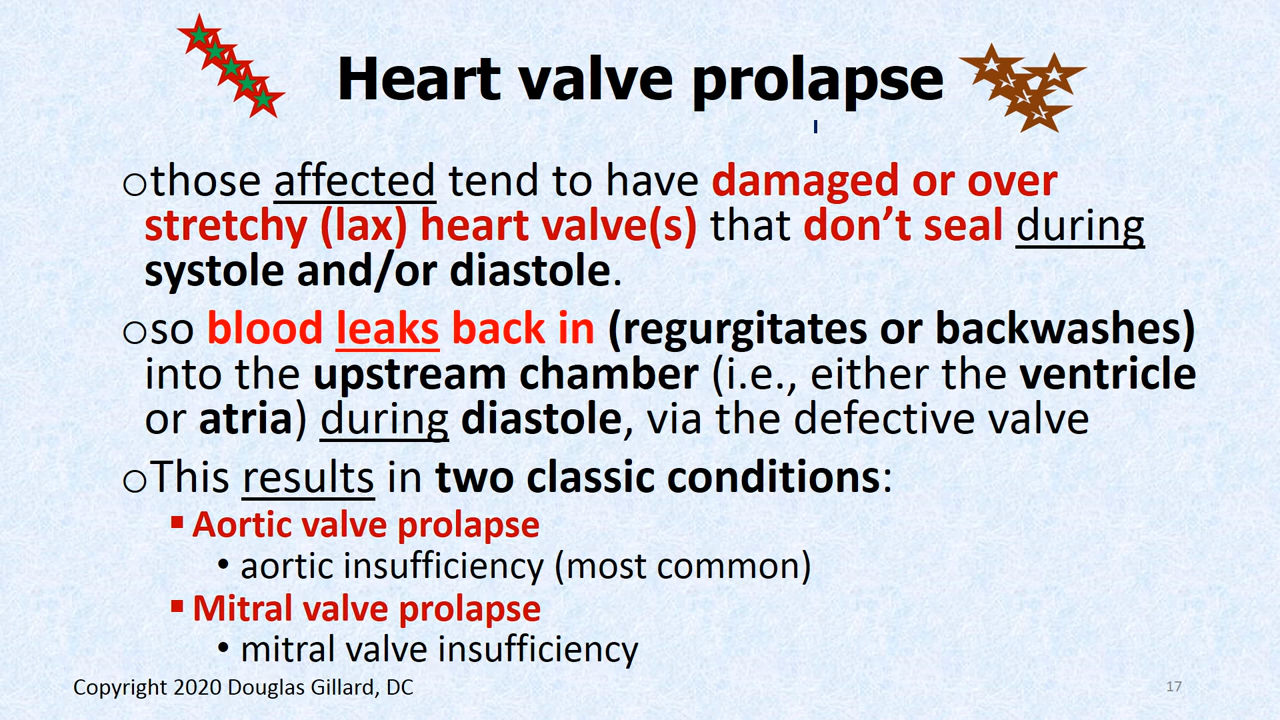 Heart valve prolapse
○those affected tend to have damaged or over
stretchy (lax) heart valve(s) that don’t seal during
systole and/or diastole.
○so blood leaks back in (regurgitates or backwashes)
into the upstream chamber (i.e., either the ventricle
or atria) during diastole, via the defective valve
○This results in two classic conditions:
▪Aortic valve prolapse
• aortic insufficiency (most common)
▪Mitral valve prolapse
• mitral valve insufficiency
Copyright 2020 Douglas Gillard, DC
17